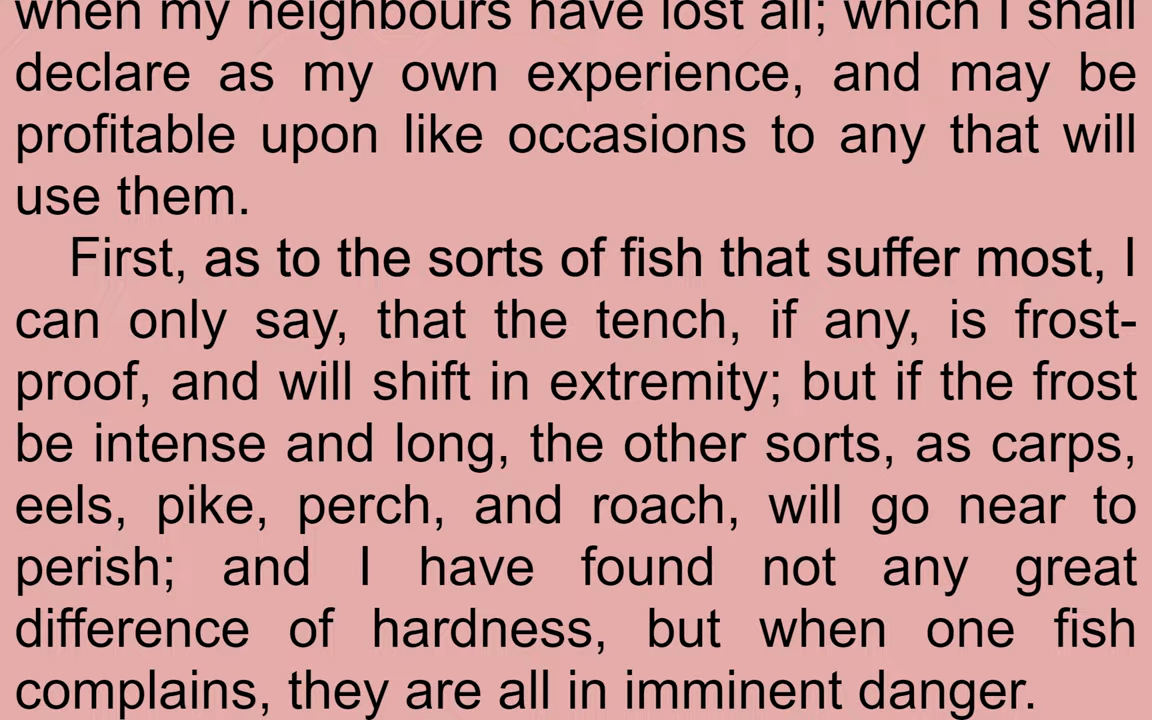 when my neighbours have lost all; which I shall
declare as my own experience, and may be
profitable upon like occasions to any that will
use them.
First, as to the sorts of fish that suffer most, I
can only say, that the tench, if any, is frost-
proof, and will shift in extremity; but if the frost
be intense and long, the other sorts, as carps,
eels, pike, perch, and roach, will go near to
perish; and I have found not any great
difference of hardness, but when one fish
complains, they are all in imminent danger.